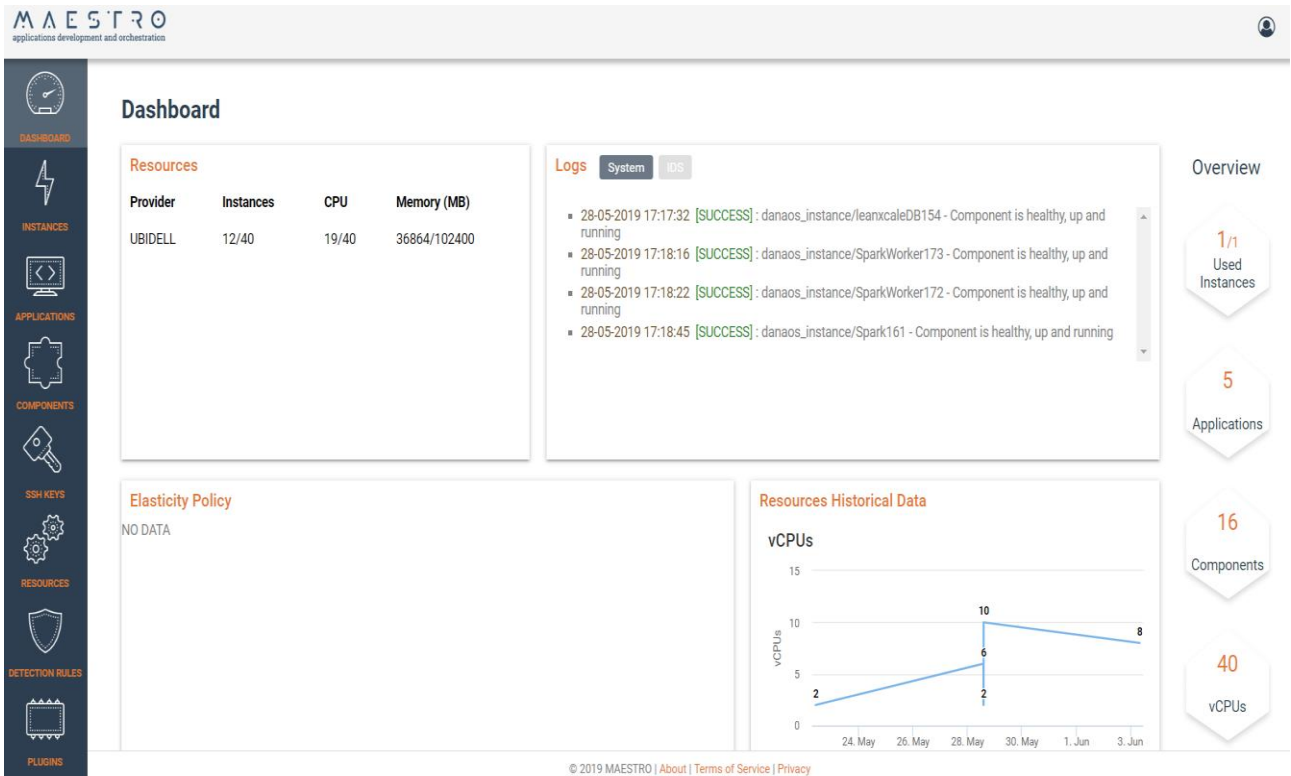 MAESTRO
applications development and orchestration
DASHBOARD
INSTANCES
APPLICATIONS
COMPONENTS
SSH KEYS
RESOURCES
DETECTION RULES
PLUGINS
Dashboard
Resources
Provider Instances CPU Memory (MB)
UBIDELL 12/40 19/40 36864/102400
Logs System IDS
28-05-2019 17:17:32 [SUCCESS] : danaos_instance/leanxcaleDB154 - Component is healthy, up and
running
28-05-2019 17:18:16 [SUCCESS] : danaos_instance/SparkWorker173 - Component is healthy, up and
running
28-05-2019 17:18:22 [SUCCESS] : danaos_instance/SparkWorker172 - Component is healthy, up and
running
28-05-2019 17:18:45 [SUCCESS] : danaos_instance/Spark161 - Component is healthy, up and running
Overview
1/1
Used
Instances
5
Applications
16
Components
40
vCPUs
Elasticity Policy
NO DATA
Resources Historical Data
vCPUs
15
10
5
0
vCPUs
2
6
2
10
8
24. May 26. May 28. May 30. May 1. Jun 3. Jun
© 2019 MAESTRO | About | Terms of Service | Privacy